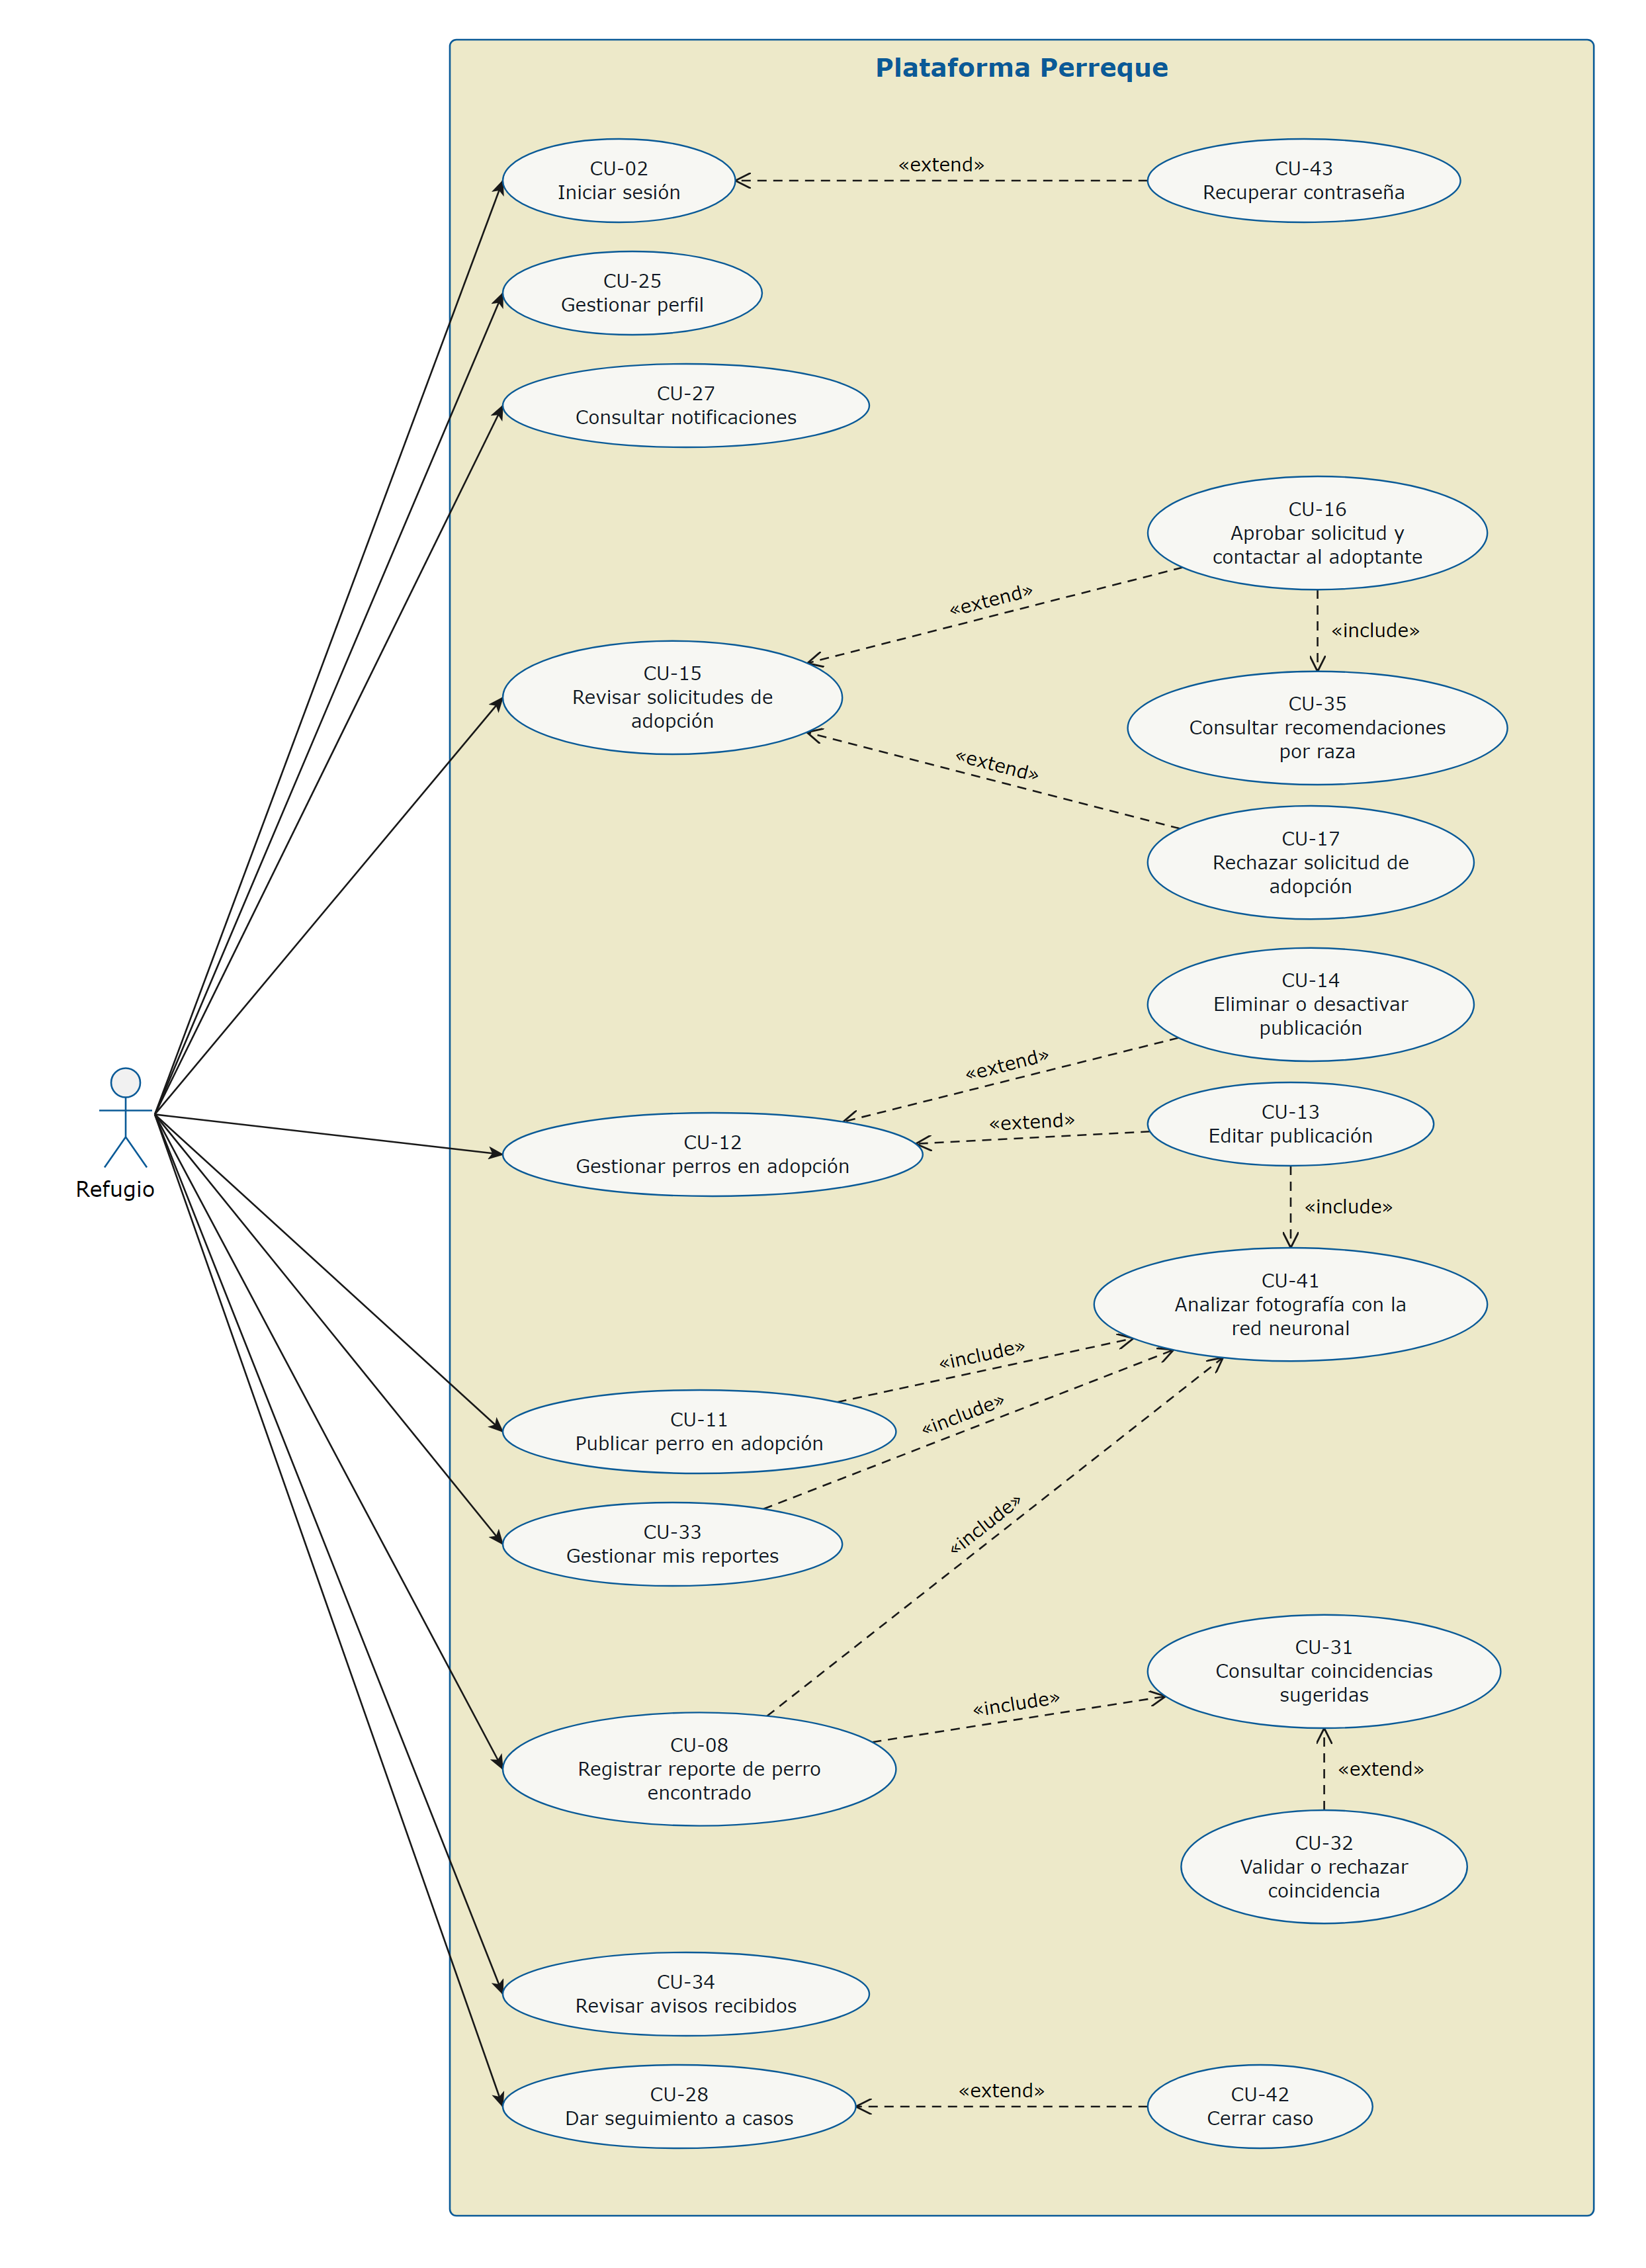 Plataforma Perreque
CU-02
Iniciar sesión
«extend»
CU-43
Recuperar contraseña
CU-25
Gestionar perfil
CU-27
Consultar notificaciones
CU-16
Aprobar solicitud y
contactar al adoptante
«extend»
«include»
CU-15
Revisar solicitudes de
adopción
CU-35
Consultar recomendaciones
por raza
«extend»
CU-17
Rechazar solicitud de
adopción
CU-14
Eliminar o desactivar
publicación
«extend»
CU-13
Editar publicación
«extend»
CU-12
Gestionar perros en adopción
Refugio
«include»
CU-41
Analizar fotografía con la
red neuronal
«include»
CU-11
Publicar perro en adopción
«include»
CU-33
Gestionar mis reportes
«include»
CU-31
Consultar coincidencias
sugeridas
«include»
CU-08
Registrar reporte de perro
encontrado
«extend»
CU-32
Validar o rechazar
coincidencia
CU-34
Revisar avisos recibidos
CU-28
Dar seguimiento a casos
«extend»
CU-42
Cerrar caso